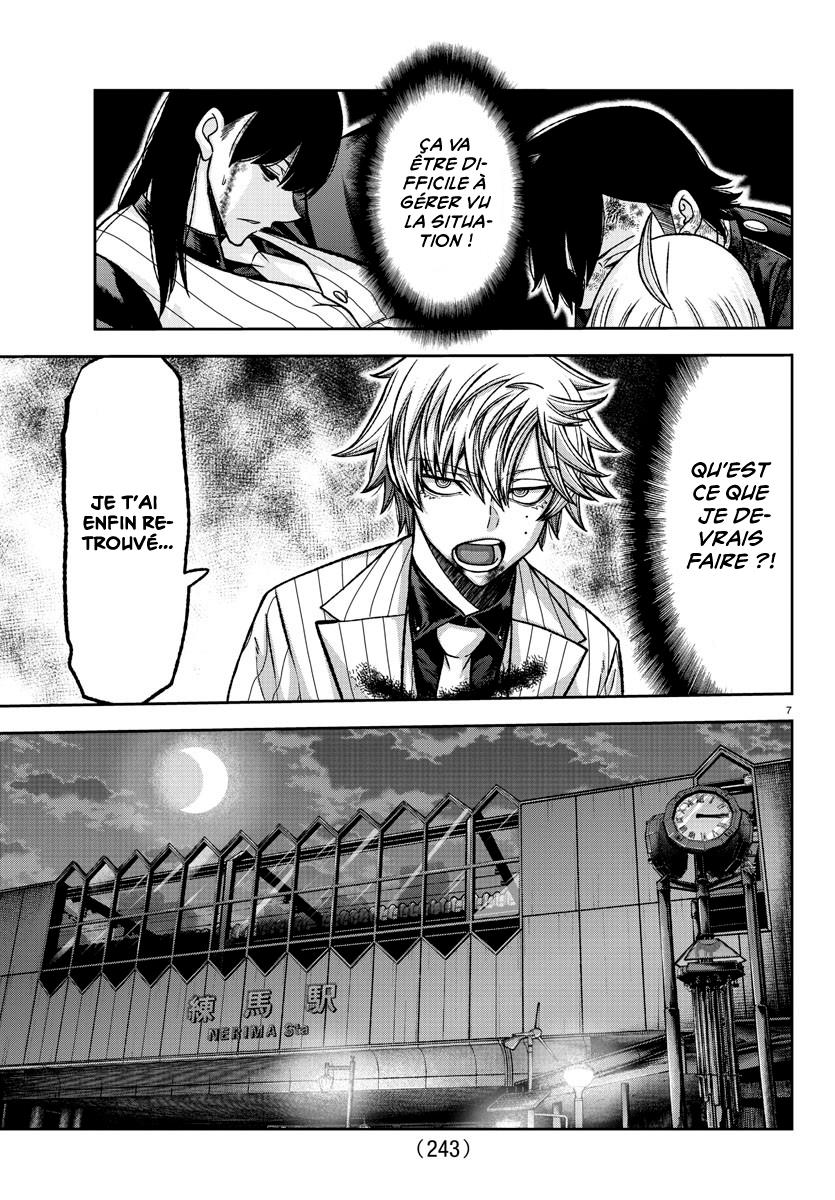 ÇA VA
ÊTRE DI-
FFICILE À
GÉRER VU
LA SITUA-
TION !
QU'EST
CE QUE
JE DE-
VRAIS
FAIRE ?!
JE T'AI
ENFIN RE-
TROUVÉ...
7
練馬駅
NERIMA Sta
(243)